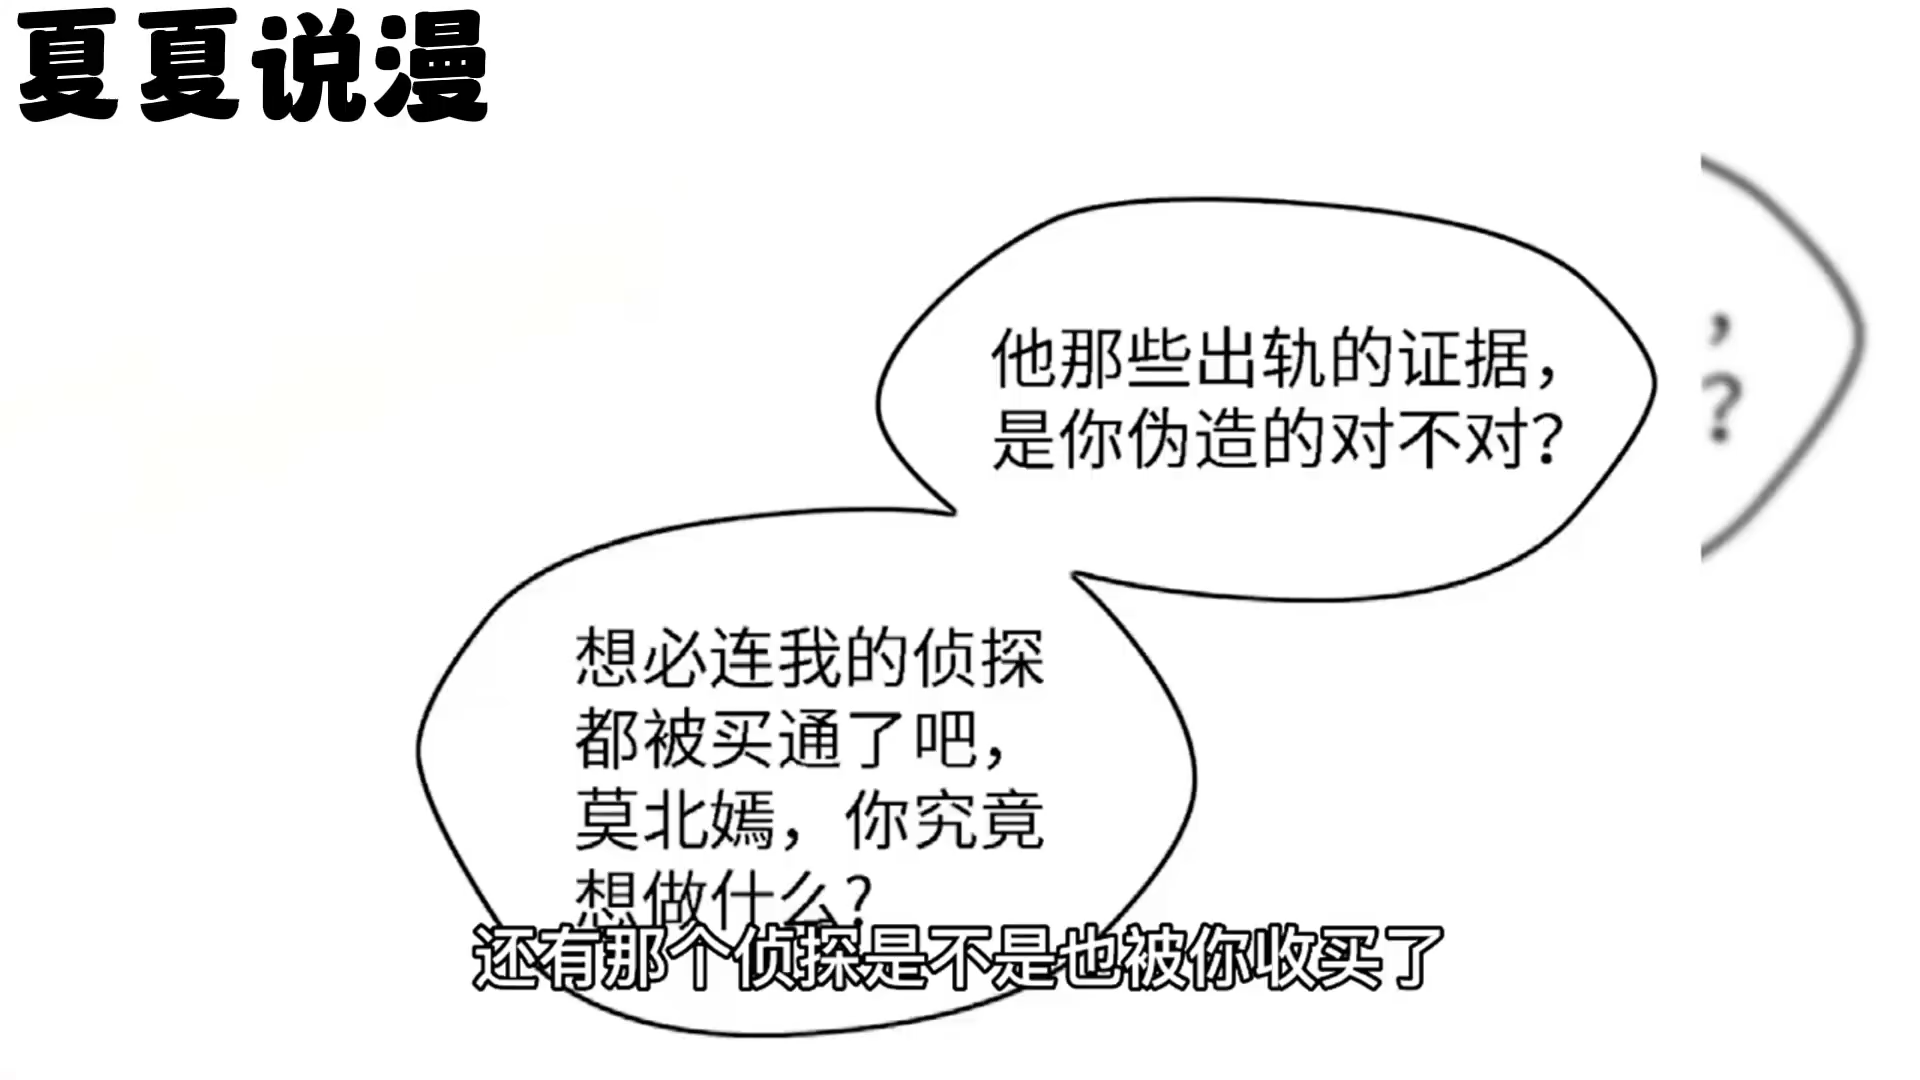 夏夏说漫
他那些出轨的证据，
是你伪造的对不对？
，
？
想必连我的侦探
都被买通了吧，
莫北嫣，你究竟
想做什么？
还有那个侦探是不是也被你收买了